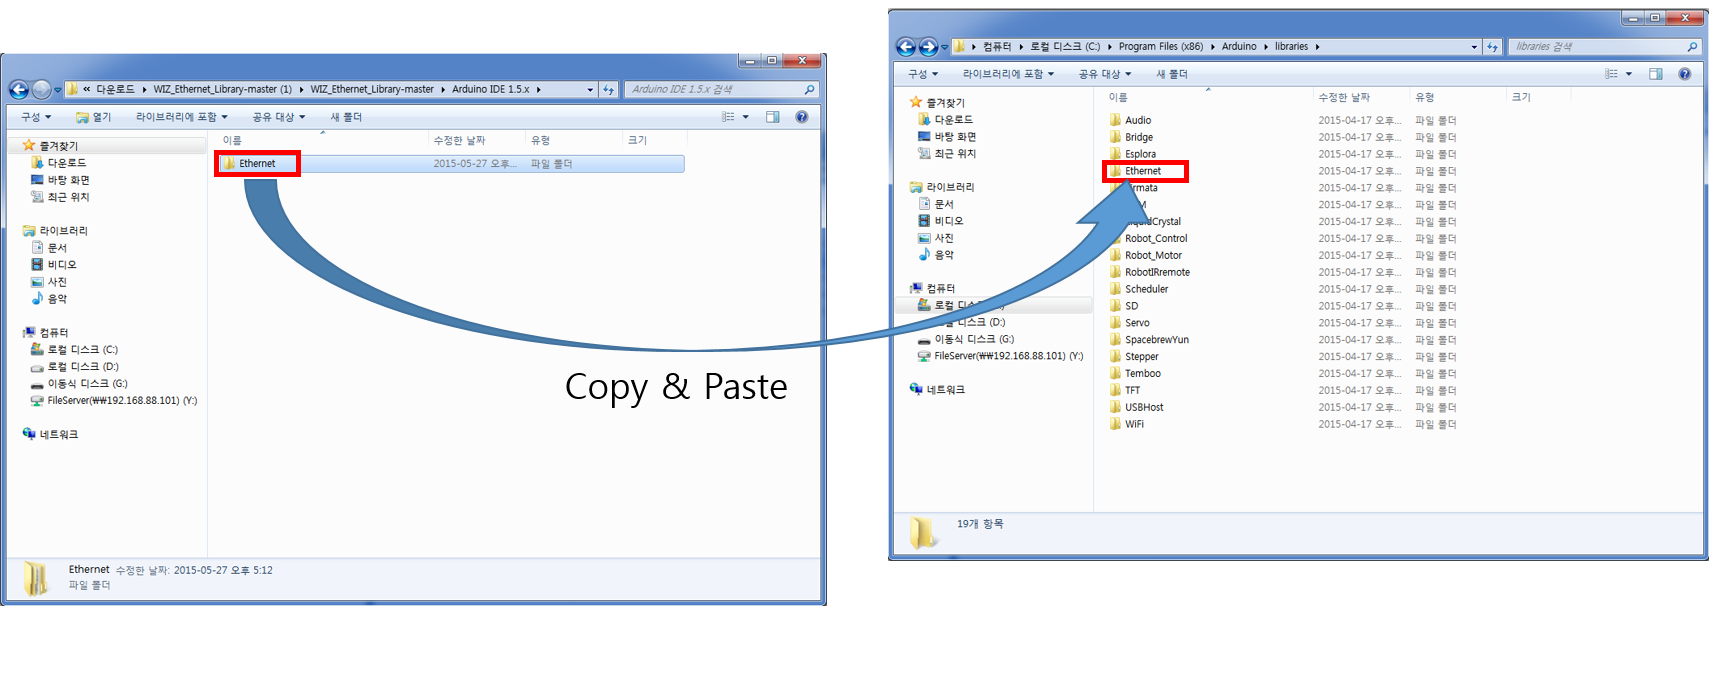 « 다운로드 ▸ WIZ_Ethernet_Library-master (1) ▸ WIZ_Ethernet_Library-master ▸ Arduino IDE 1.5.x ▸
Arduino IDE 1.5.x 검색
구성 열기 라이브러리에 포함 공유 대상 새 폴더
즐겨찾기
다운로드
바탕 화면
최근 위치
라이브러리
문서
비디오
사진
음악
컴퓨터
로컬 디스크 (C:)
로컬 디스크 (D:)
이동식 디스크 (G:)
FileServer(₩₩192.168.88.101) (Y:)
네트워크
이름 수정한 날짜 유형 크기
Ethernet 2015-05-27 오후... 파일 폴더
Ethernet 수정한 날짜: 2015-05-27 오후 5:12
파일 폴더
Copy & Paste
▸ 컴퓨터 ▸ 로컬 디스크 (C:) ▸ Program Files (x86) ▸ Arduino ▸ libraries ▸
libraries 검색
구성 라이브러리에 포함 공유 대상 새 폴더
즐겨찾기
다운로드
바탕 화면
최근 위치
라이브러리
문서
비디오
사진
음악
컴퓨터
로컬
디스크 (D:)
이동식 디스크 (G:)
FileServer(₩₩192.168.88.101) (Y:)
네트워크
이름 수정한 날짜 유형 크기
Audio 2015-04-17 오후... 파일 폴더
Bridge 2015-04-17 오후... 파일 폴더
Esplora 2015-04-17 오후... 파일 폴더
Ethernet 2015-04-17 오후... 파일 폴더
2015-04-17 오후... 파일 폴더
2015-04-17 오후... 파일 폴더
2015-04-17 오후... 파일 폴더
Robot_Control 2015-04-17 오후... 파일 폴더
Robot_Motor 2015-04-17 오후... 파일 폴더
RobotIRremote 2015-04-17 오후... 파일 폴더
Scheduler 2015-04-17 오후... 파일 폴더
SD 2015-04-17 오후... 파일 폴더
Servo 2015-04-17 오후... 파일 폴더
SpacebrewYun 2015-04-17 오후... 파일 폴더
Stepper 2015-04-17 오후... 파일 폴더
Temboo 2015-04-17 오후... 파일 폴더
TFT 2015-04-17 오후... 파일 폴더
USBHost 2015-04-17 오후... 파일 폴더
WiFi 2015-04-17 오후... 파일 폴더
19개 항목